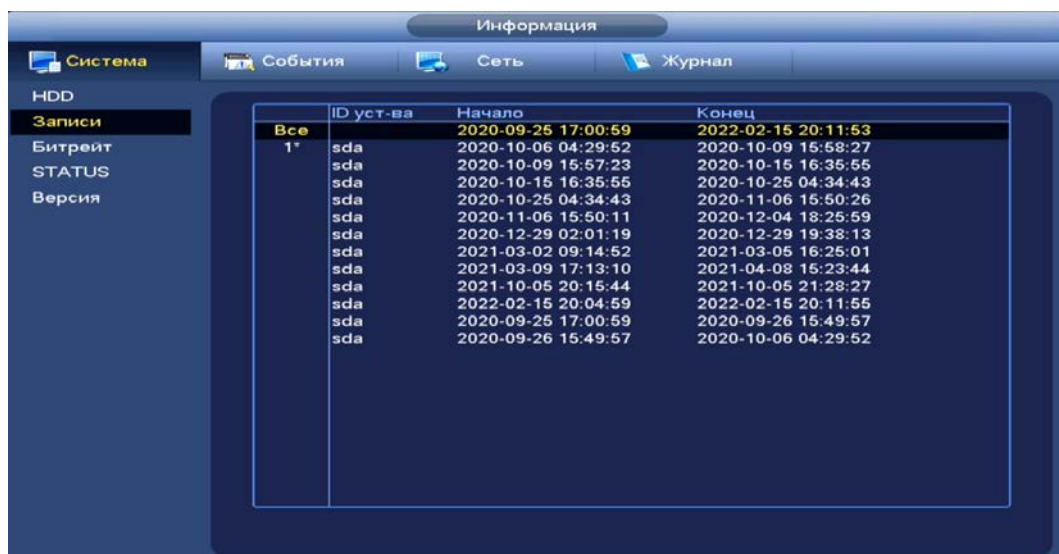 Информация
Система События Сеть Журнал
HDD
Записи
Битрейт
STATUS
Версия
ID уст-ва Начало Конец
Все 2020-09-25 17:00:59 2022-02-15 20:11:53
1* sda 2020-10-06 04:29:52 2020-10-09 15:58:27
sda 2020-10-09 15:57:23 2020-10-15 16:35:55
sda 2020-10-15 16:35:55 2020-10-25 04:34:43
sda 2020-10-25 04:34:43 2020-11-06 15:50:26
sda 2020-11-06 15:50:11 2020-12-04 18:25:59
sda 2020-12-29 02:01:19 2020-12-29 19:38:13
sda 2021-03-02 09:14:52 2021-03-05 16:25:01
sda 2021-03-09 17:13:10 2021-04-08 15:23:44
sda 2021-10-05 20:15:44 2021-10-05 21:28:27
sda 2022-02-15 20:04:59 2022-02-15 20:11:55
sda 2020-09-25 17:00:59 2020-09-26 15:49:57
sda 2020-09-26 15:49:57 2020-10-06 04:29:52